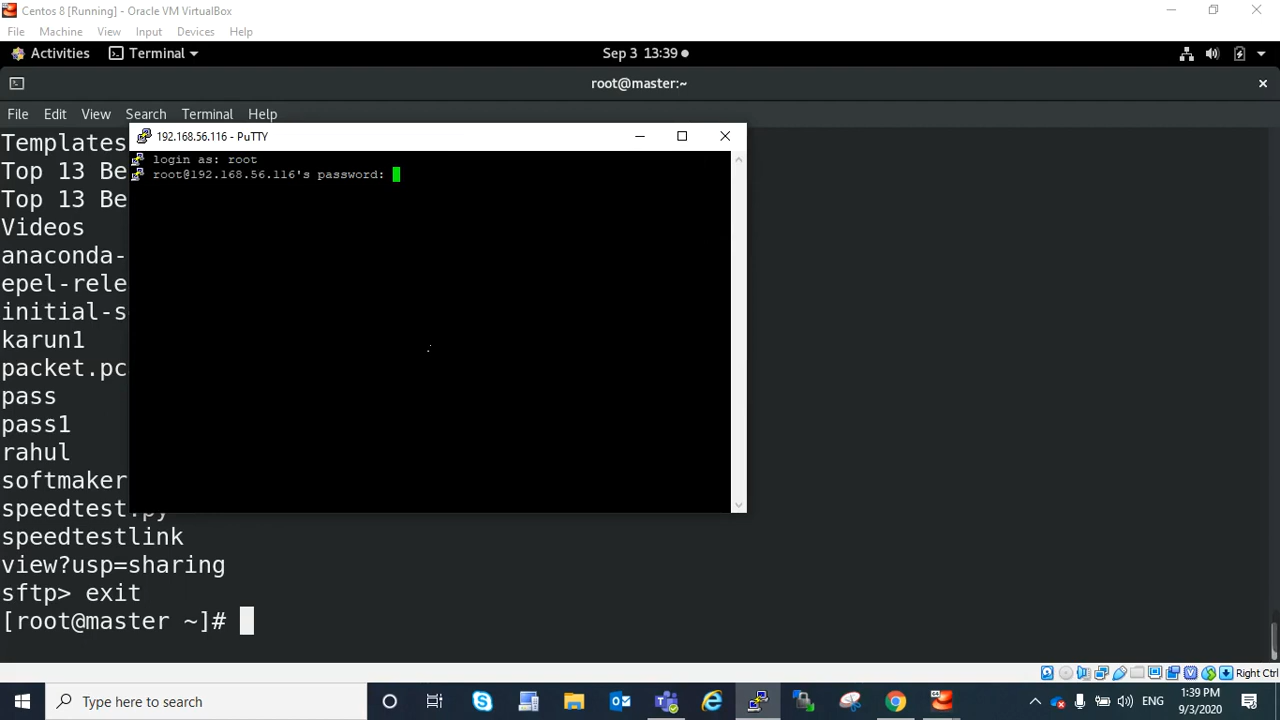 Centos 8 [Running] - Oracle VM VirtualBox
File Machine View Input Devices Help
Activities Terminal Sep 3 13:39
root@master:~
File Edit View Search Terminal Help
192.168.56.116 - PuTTY
login as: root
root@192.168.56.116's password:
Templates
Top 13 Be
Top 13 Be
Videos
anaconda-
epel-rele
initial-s
karun1
packet.pc
pass
pass1
rahul
softmaker
speedtest.py
speedtestlink
view?usp=sharing
sftp> exit
[root@master ~]#
Right Ctrl
Type here to search
ENG
1:39 PM
9/3/2020